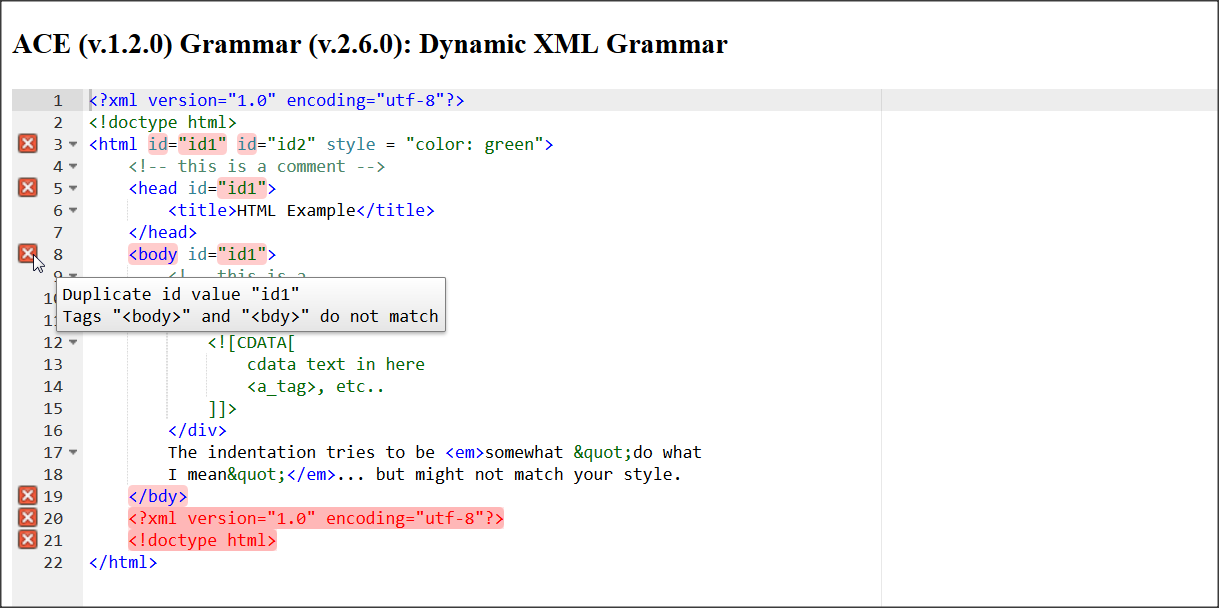 ACE (v.1.2.0) Grammar (v.2.6.0): Dynamic XML Grammar
1 <?xml version="1.0" encoding="utf-8"?>
2 <!doctype html>
3 <html id="id1" id="id2" style = "color: green">
4 <!-- this is a comment -->
5 <head id="id1">
6 <title>HTML Example</title>
7 </head>
8 <body id="id1">
9 <!-- this is a
Duplicate id value "id1"
Tags "<body>" and "<bdy>" do not match
12 <![CDATA[
13 cdata text in here
14 <a_tag>, etc..
15 ]]>
16 </div>
17 The indentation tries to be <em>somewhat &quot;do what
18 I mean&quot;</em>... but might not match your style.
19 </bdy>
20 <?xml version="1.0" encoding="utf-8"?>
21 <!doctype html>
22 </html>